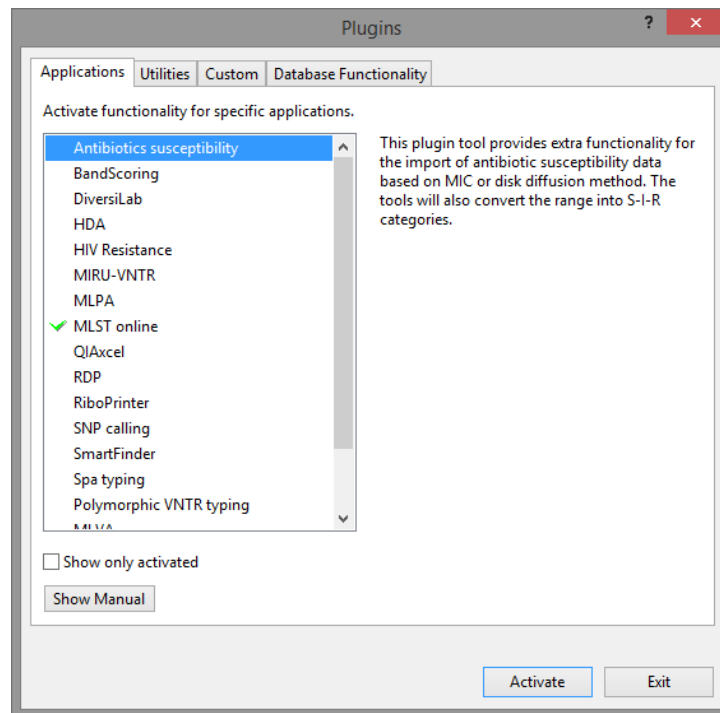 Plugins
?
Applications
Utilities
Custom
Database Functionality
Activate functionality for specific applications.
Antibiotics susceptibility
BandScoring
DiversiLab
HDA
HIV Resistance
MIRU-VNTR
MLPA
MLST online
QIAxcel
RDP
RiboPrinter
SNP calling
SmartFinder
Spa typing
Polymorphic VNTR typing
MLVA
This plugin tool provides extra functionality for
the import of antibiotic susceptibility data
based on MIC or disk diffusion method. The
tools will also convert the range into S-I-R
categories.
Show only activated
Show Manual
Activate
Exit